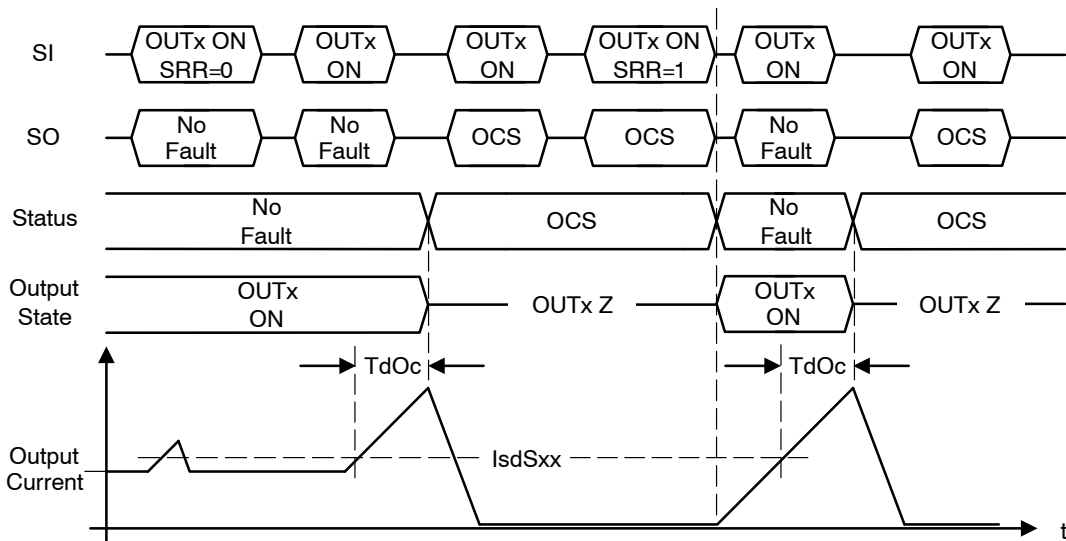 SI
OUTx ON
SRR=0
OUTx
ON
OUTx
ON
OUTx ON
SRR=1
OUTx
ON
OUTx
ON
SO
No
Fault
No
Fault
OCS
OCS
No
Fault
OCS
Status
No
Fault
OCS
No
Fault
OCS
Output
State
OUTx
ON
OUTx Z
OUTx
ON
OUTx Z
TdOc
TdOc
Output
Current
IsdSxx
t